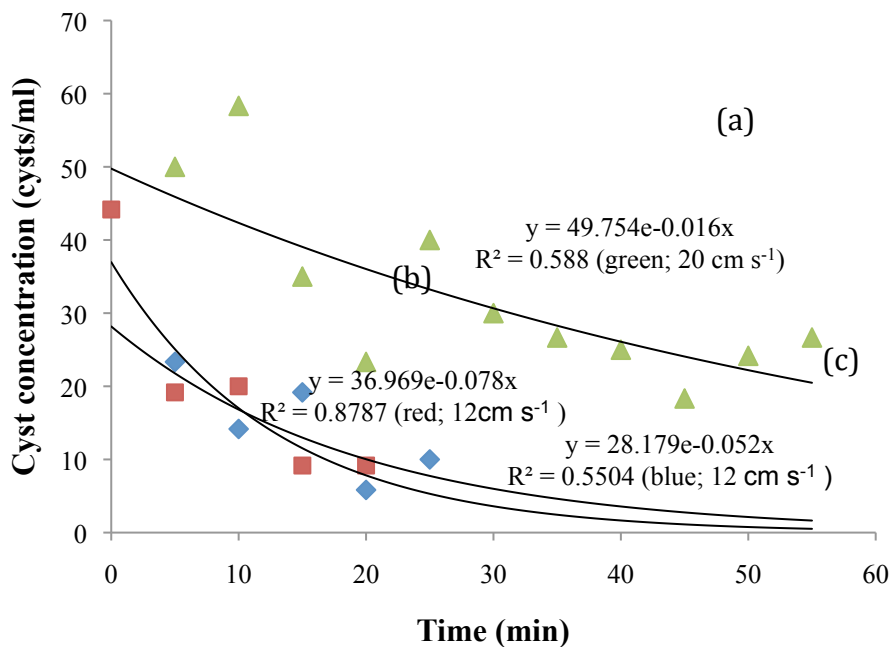 70
60
50
40
30
20
10
0
Cyst concentration (cysts/ml)
(a)
y = 49.754e-0.016x
R² = 0.588 (green; 20 cm s⁻¹)
(b)
(c)
y = 36.969e-0.078x
R² = 0.8787 (red; 12cm s⁻¹ )
y = 28.179e-0.052x
R² = 0.5504 (blue; 12 cm s⁻¹ )
0 10 20 30 40 50 60
Time (min)